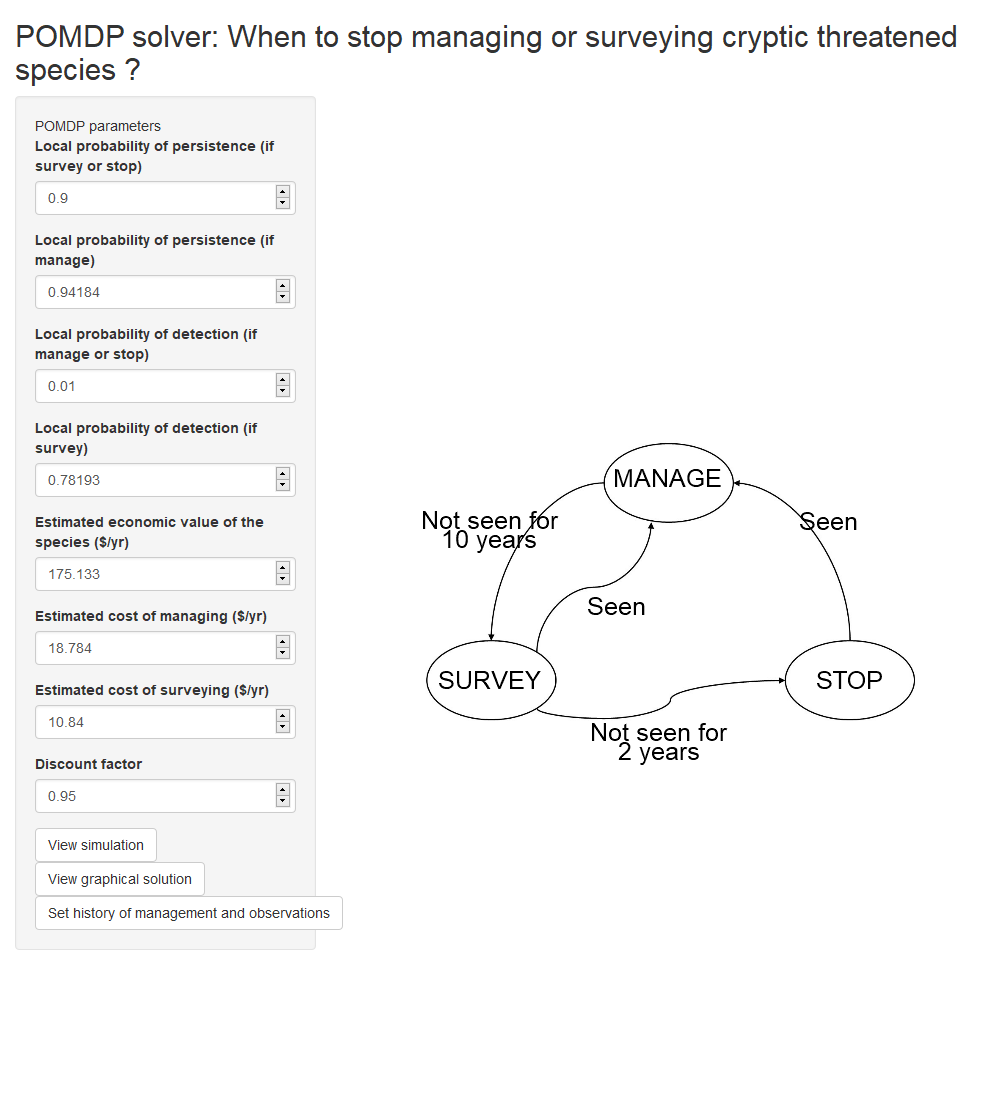 POMDP solver: When to stop managing or surveying cryptic threatened
species ?
POMDP parameters
Local probability of persistence (if
survey or stop)
0.9
Local probability of persistence (if
manage)
0.94184
Local probability of detection (if
manage or stop)
0.01
Local probability of detection (if
survey)
0.78193
Estimated economic value of the
species ($/yr)
175.133
Estimated cost of managing ($/yr)
18.784
Estimated cost of surveying ($/yr)
10.84
Discount factor
0.95
View simulation
View graphical solution
Set history of management and observations
MANAGE
Not seen for
10 years
Seen
Seen
SURVEY
STOP
Not seen for
2 years